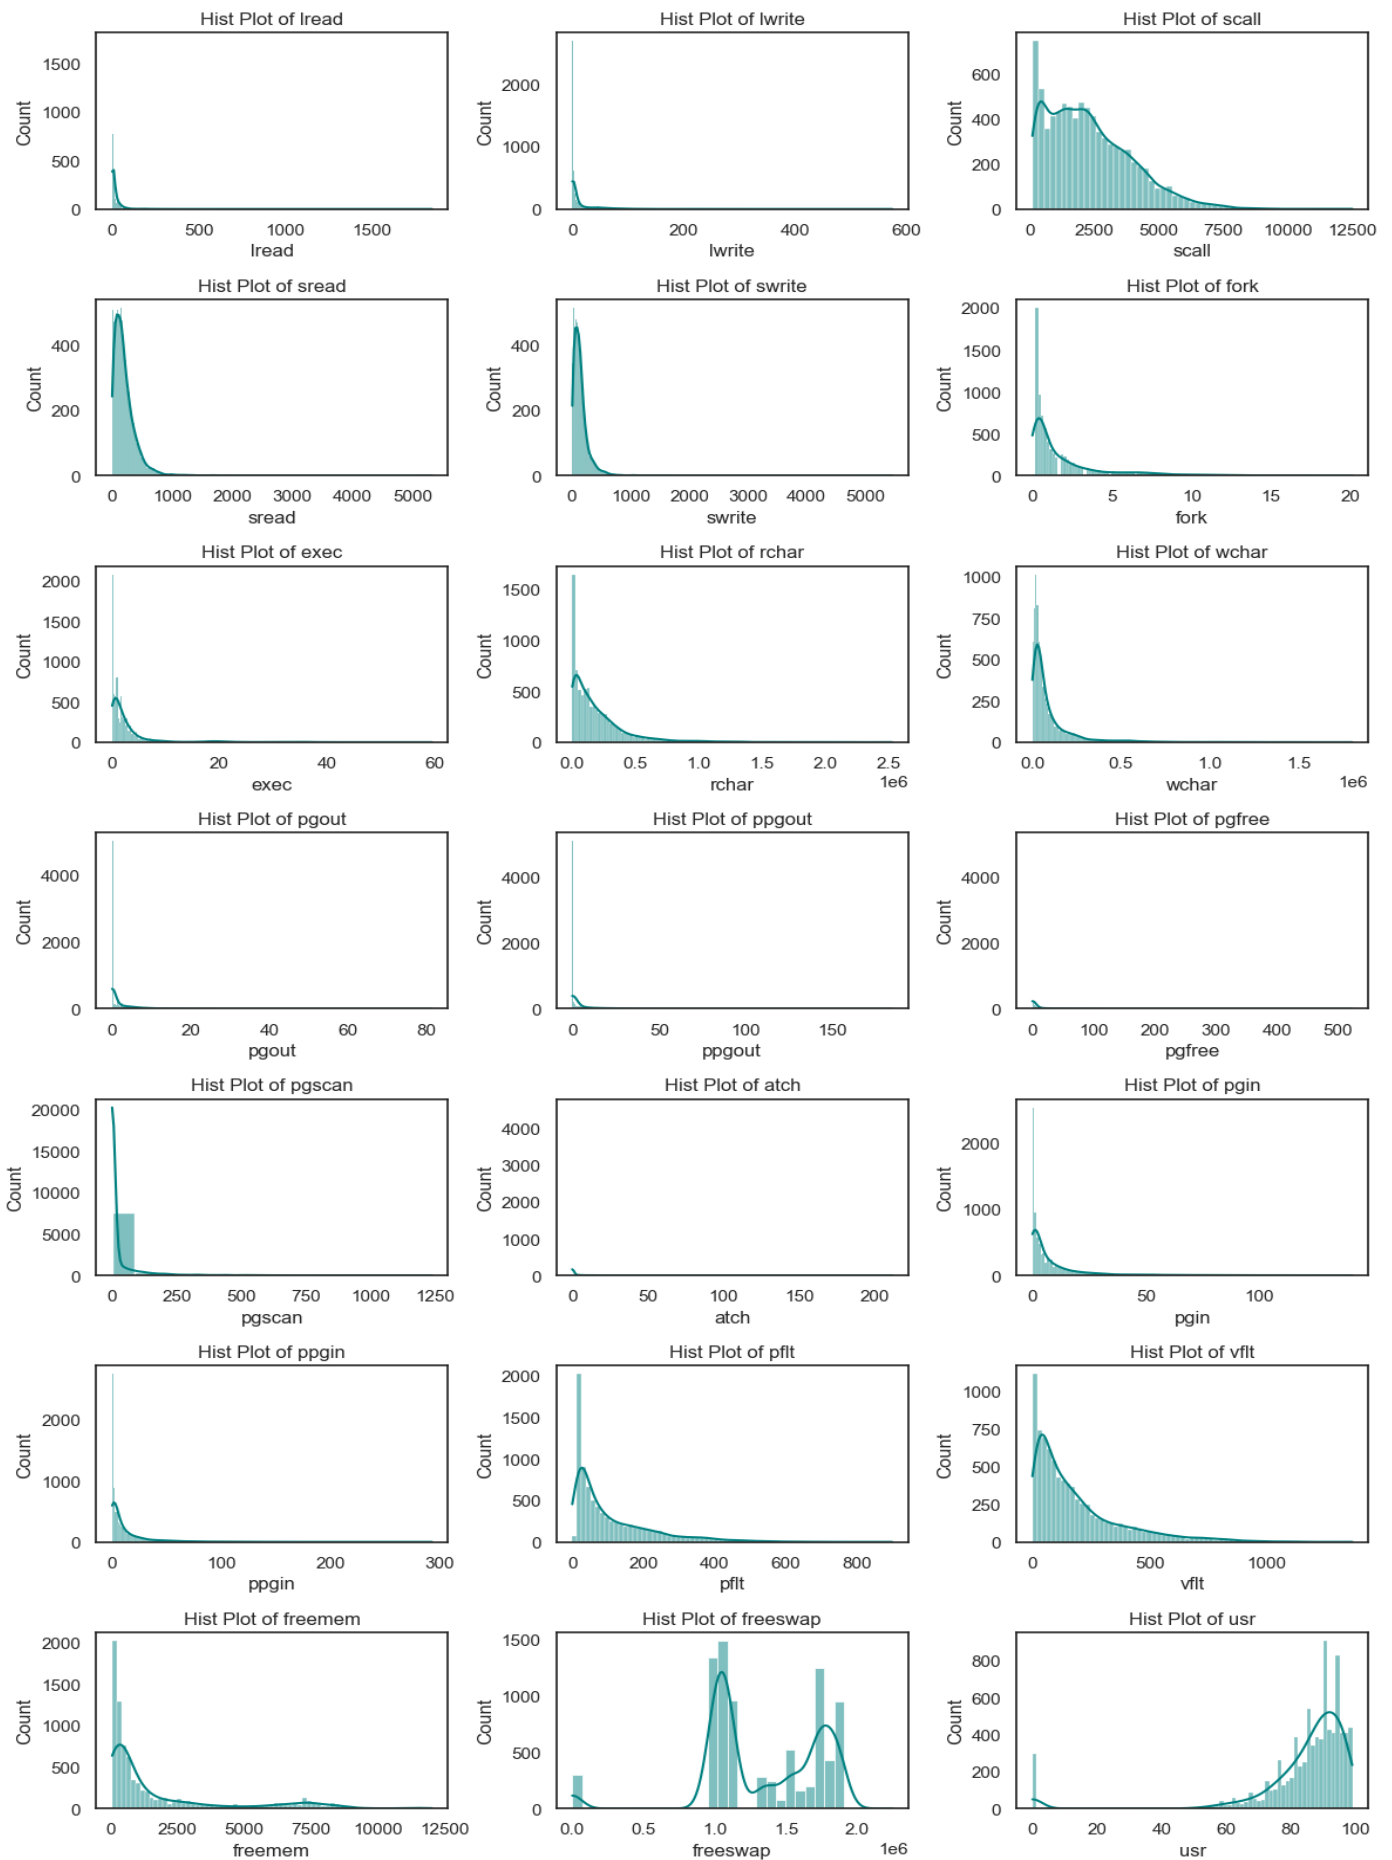 Hist Plot of lread
Count
1500
1000
500
0
0 500 1000 1500
lread
Hist Plot of lwrite
Count
2000
1000
0
0 200 400 600
lwrite
Hist Plot of scall
Count
600
400
200
0
0 2500 5000 7500 10000 12500
scall
Hist Plot of sread
Count
400
200
0
0 1000 2000 3000 4000 5000
sread
Hist Plot of swrite
Count
400
200
0
0 1000 2000 3000 4000 5000
swrite
Hist Plot of fork
Count
2000
1500
1000
500
0
0 5 10 15 20
fork
Hist Plot of exec
Count
2000
1500
1000
500
0
0 20 40 60
exec
Hist Plot of rchar
Count
1500
1000
500
0
0.0 0.5 1.0 1.5 2.0 2.5
1e6
rchar
Hist Plot of wchar
Count
1000
750
500
250
0
0.0 0.5 1.0 1.5
1e6
wchar
Hist Plot of pgout
Count
4000
2000
0
0 20 40 60 80
pgout
Hist Plot of ppgout
Count
4000
2000
0
0 50 100 150
ppgout
Hist Plot of pgfree
Count
4000
2000
0
0 100 200 300 400 500
pgfree
Hist Plot of pgscan
Count
20000
15000
10000
5000
0
0 250 500 750 1000 1250
pgscan
Hist Plot of atch
Count
4000
3000
2000
1000
0
0 50 100 150 200
atch
Hist Plot of pgin
Count
2000
1000
0
0 50 100
pgin
Hist Plot of ppgin
Count
2000
1000
0
0 100 200 300
ppgin
Hist Plot of pflt
Count
2000
1500
1000
500
0
0 200 400 600 800
pflt
Hist Plot of vflt
Count
1000
750
500
250
0
0 500 1000
vflt
Hist Plot of freemem
Count
2000
1500
1000
500
0
0 2500 5000 7500 10000 12500
freemem
Hist Plot of freeswap
Count
1500
1000
500
0
0.0 0.5 1.0 1.5 2.0
1e6
freeswap
Hist Plot of usr
Count
800
600
400
200
0
0 20 40 60 80 100
usr